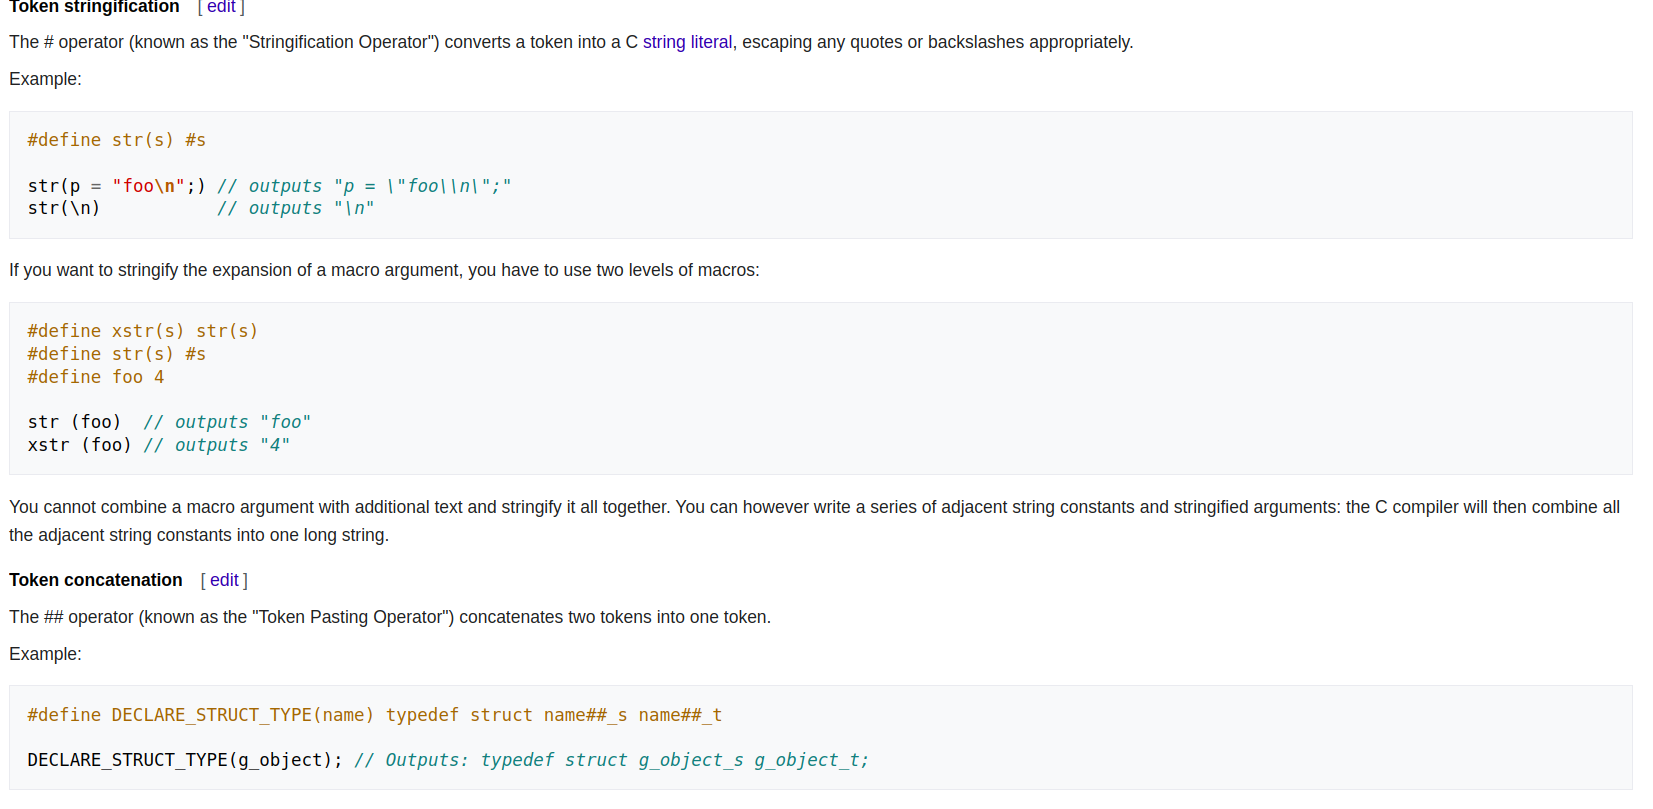 Token stringification [ edit ]
The # operator (known as the "Stringification Operator") converts a token into a C string literal, escaping any quotes or backslashes appropriately.
Example:
#define str(s) #s
str(p = "foo\n";) // outputs "p = \"foo\\n\";"
str(\n)           // outputs "\n"
If you want to stringify the expansion of a macro argument, you have to use two levels of macros:
#define xstr(s) str(s)
#define str(s) #s
#define foo 4
str (foo)  // outputs "foo"
xstr (foo) // outputs "4"
You cannot combine a macro argument with additional text and stringify it all together. You can however write a series of adjacent string constants and stringified arguments: the C compiler will then combine all
the adjacent string constants into one long string.
Token concatenation [ edit ]
The ## operator (known as the "Token Pasting Operator") concatenates two tokens into one token.
Example:
#define DECLARE_STRUCT_TYPE(name) typedef struct name##_s name##_t
DECLARE_STRUCT_TYPE(g_object); // Outputs: typedef struct g_object_s g_object_t;